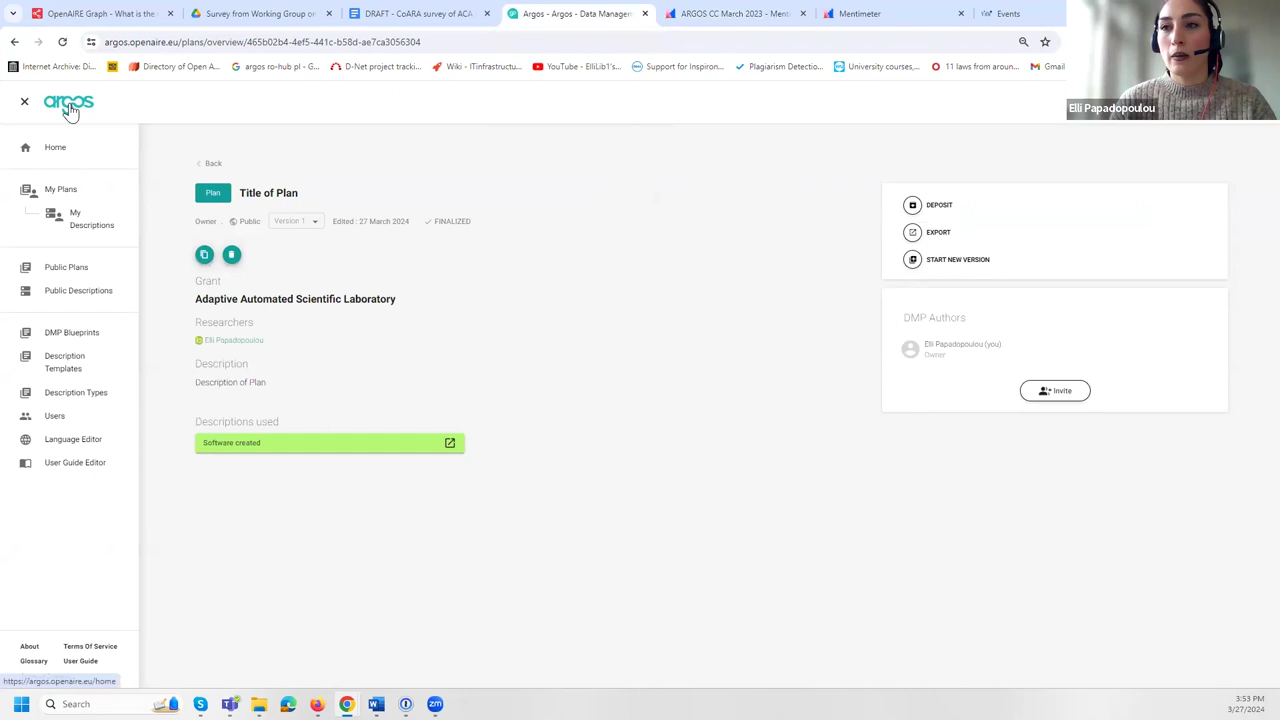 OpenAIRE Graph - What is the
Survey from Working Group or
DRAFT - CoARA survey of ACA
Argos - Argos - Data Managem
ARGOS CC March 2023 - Menti
Mentimeter
Events
argos.openaire.eu/plans/overview/465b02b4-4ef5-441c-b58d-ae7ca3056304
Internet Archive: Di...
Directory of Open A...
argos ro-hub pl - G...
D-Net project tracki...
Wiki - ITinfrastructu...
YouTube - ElliLib1's...
Support for Inspiron...
Plagiarism Detectio...
University courses,...
11 laws from aroun...
Gmail
argos
Elli Papadopoulou
Home
My Plans
My Descriptions
Public Plans
Public Descriptions
DMP Blueprints
Description
Templates
Description Types
Users
Language Editor
User Guide Editor
About
Terms Of Service
Glossary
User Guide
https://argos.openaire.eu/home
Back
Plan
Title of Plan
Owner .
Public
Version 1
Edited : 27 March 2024
FINALIZED
Grant
Adaptive Automated Scientific Laboratory
Researchers
Elli Papadopoulou
Description
Description of Plan
Descriptions used
Software created
DEPOSIT
EXPORT
START NEW VERSION
DMP Authors
Elli Papadopoulou (you)
Owner
Invite
Search
3:53 PM
3/27/2024